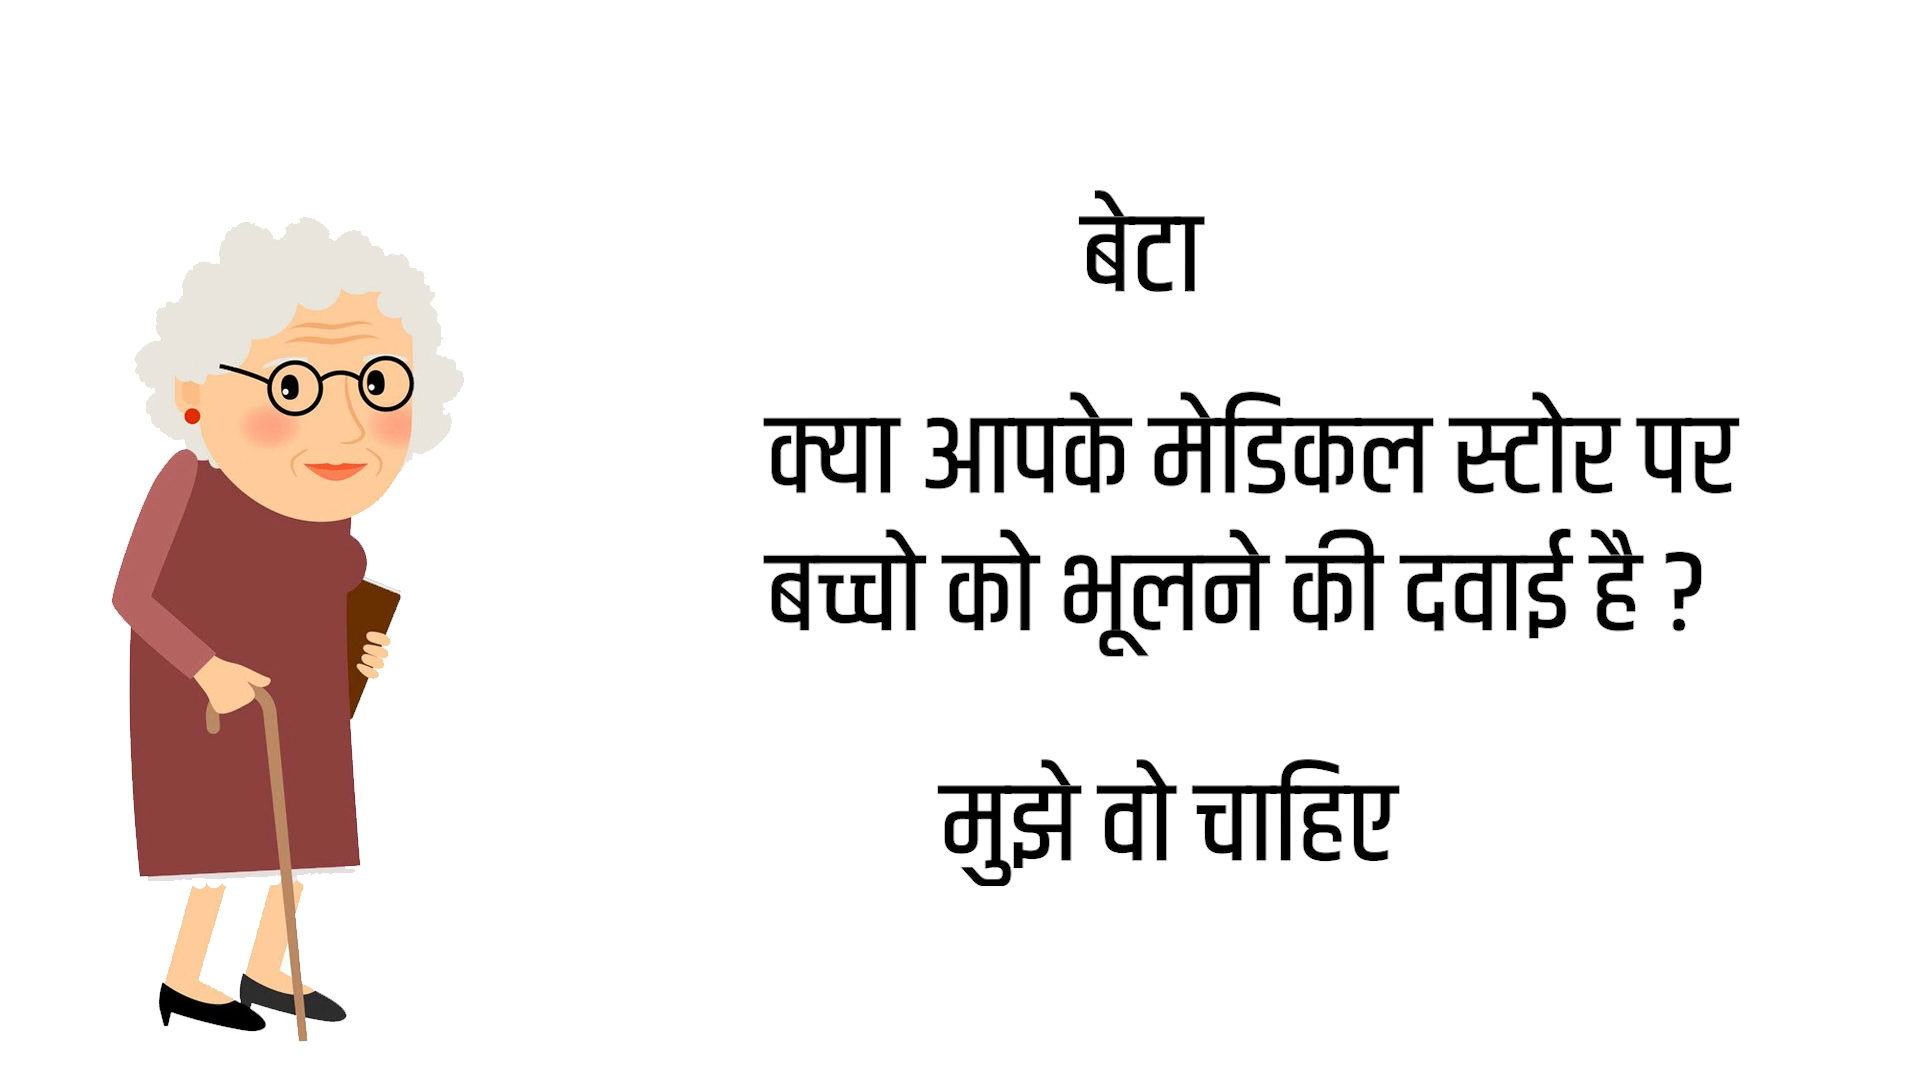 बेटा
क्या आपके मेडिकल स्टोर पर
बच्चो को भूलने की दवाई है ?
मुझे वो चाहिए